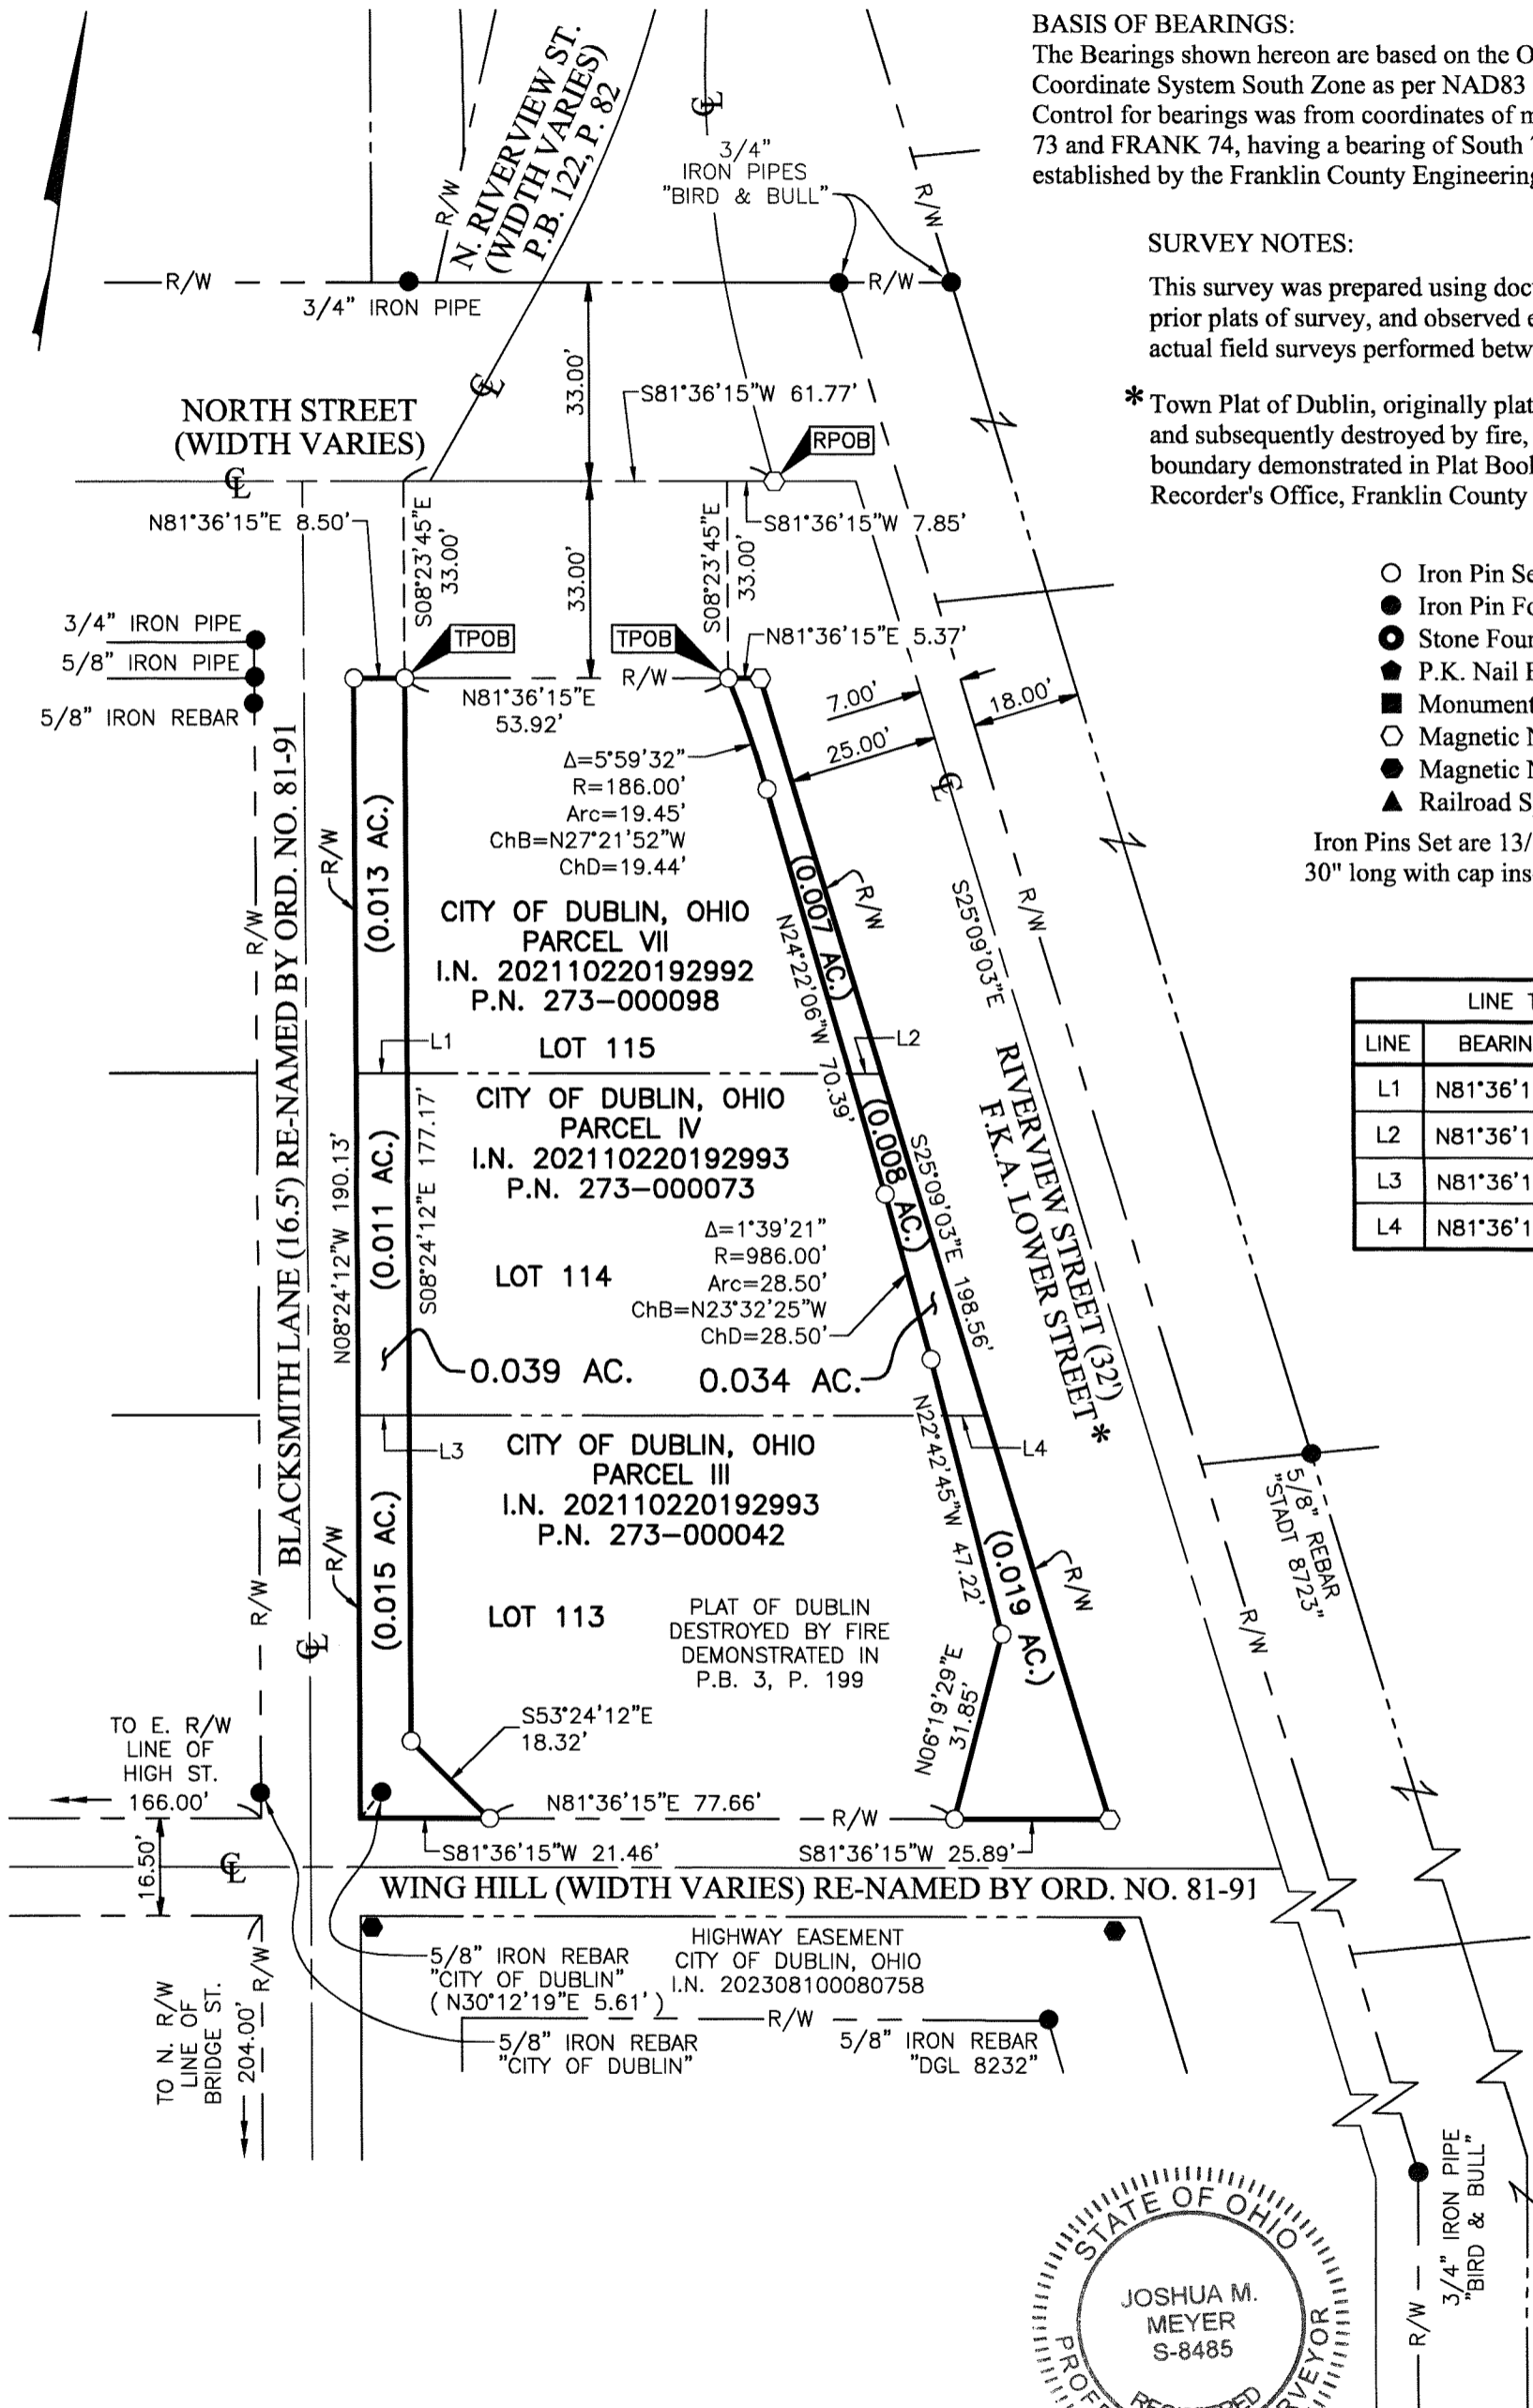 BASIS OF BEARINGS:
The Bearings shown hereon are based on the O
Coordinate System South Zone as per NAD83
Control for bearings was from coordinates of m
73 and FRANK 74, having a bearing of South
established by the Franklin County Engineering
SURVEY NOTES:
This survey was prepared using doc
prior plats of survey, and observed e
actual field surveys performed betw
* Town Plat of Dublin, originally plat
and subsequently destroyed by fire,
boundary demonstrated in Plat Book
Recorder's Office, Franklin County
Iron Pin Se
Iron Pin Fo
Stone Foun
P.K. Nail F
Monument
Magnetic N
Magnetic N
Railroad S
Iron Pins Set are 13/
30" long with cap ins
LINE T
LINE BEARIN
L1 N81°36'1
L2 N81°36'1
L3 N81°36'1
L4 N81°36'1
N. RIVERVIEW ST.
(WIDTH VARIES)
P.B. 122, P. 82
R/W
℄
3/4"
IRON PIPES
"BIRD & BULL"
R/W
R/W
3/4" IRON PIPE
R/W
33.00'
℄
S81°36'15"W 61.77'
NORTH STREET
(WIDTH VARIES)
℄
RPOB
N81°36'15"E 8.50'
S08°23'45"E
33.00'
33.00'
S08°23'45"E
33.00'
S81°36'15"W 7.85'
3/4" IRON PIPE
5/8" IRON PIPE
5/8" IRON REBAR
TPOB
TPOB
N81°36'15"E 5.37'
R/W
N81°36'15"E
53.92'
7.00'
18.00'
25.00'
℄
Δ=5°59'32"
R=186.00'
Arc=19.45'
ChB=N27°21'52"W
ChD=19.44'
BLACKSMITH LANE (16.5') RE-NAMED BY ORD. NO. 81-91
R/W
R/W
(0.013 AC.)
(0.007 AC.)
R/W
S25°09'03"E
R/W
CITY OF DUBLIN, OHIO
PARCEL VII
I.N. 202110220192992
P.N. 273-000098
LOT 115
N24°22'06"W 70.39'
L1
L2
CITY OF DUBLIN, OHIO
PARCEL IV
I.N. 202110220192993
P.N. 273-000073
LOT 114
N08°24'12"W 190.13'
(0.011 AC.)
S08°24'12"E 177.17'
(0.008 AC.)
S25°09'03"E 198.56'
RIVERVIEW STREET (32')
F.K.A. LOWER STREET *
Δ=1°39'21"
R=986.00'
Arc=28.50'
ChB=N23°32'25"W
ChD=28.50'
0.039 AC.
0.034 AC.
L3
L4
N22°42'45"W 47.22'
CITY OF DUBLIN, OHIO
PARCEL III
I.N. 202110220192993
P.N. 273-000042
LOT 113
R/W
(0.015 AC.)
(0.019 AC.)
R/W
R/W
5/8" REBAR
"STADT 8723"
R/W
℄
PLAT OF DUBLIN
DESTROYED BY FIRE
DEMONSTRATED IN
P.B. 3, P. 199
S53°24'12"E
18.32'
N06°19'29"E
31.85'
TO E. R/W
LINE OF
HIGH ST.
166.00'
N81°36'15"E 77.66'
R/W
S81°36'15"W 21.46'
S81°36'15"W 25.89'
16.50'
℄
WING HILL (WIDTH VARIES) RE-NAMED BY ORD. NO. 81-91
5/8" IRON REBAR
"CITY OF DUBLIN"
(N30°12'19"E 5.61')
HIGHWAY EASEMENT
CITY OF DUBLIN, OHIO
I.N. 202308100080758
R/W
5/8" IRON REBAR
"CITY OF DUBLIN"
5/8" IRON REBAR
"DGL 8232"
TO N. R/W
LINE OF
BRIDGE ST.
204.00'
R/W
3/4" IRON PIPE
"BIRD & BULL"
R/W
STATE OF OHIO
JOSHUA M.
MEYER
S-8485
REGISTERED
PROFE
RVEYOR